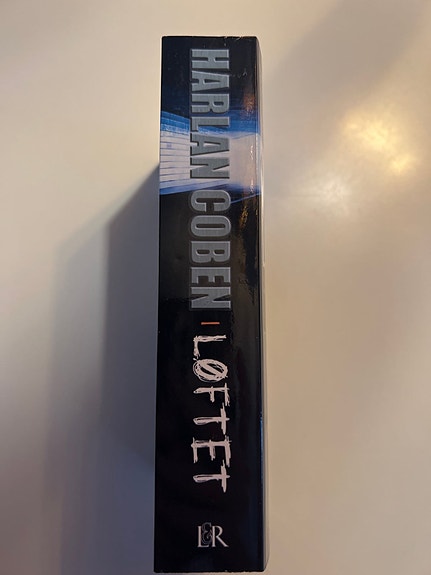 HARLAN COBEN | LØFTET
L&R